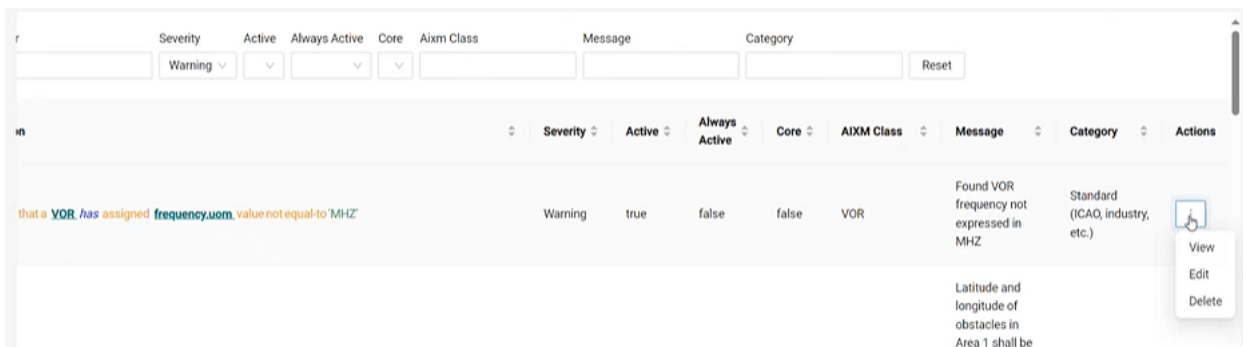 r Severity Active Always Active Core Aixm Class Message Category
Warning Reset
on Severity Active Always Active Core AIXM Class Message Category Actions
that a VOR has assigned frequency.uom value not equal-to 'MHZ' Warning true false false VOR
Found VOR
frequency not
expressed in
MHZ
Standard
(ICAO, industry,
etc.)
View
Edit
Delete
Latitude and
longitude of
obstacles in
Area 1 shall be